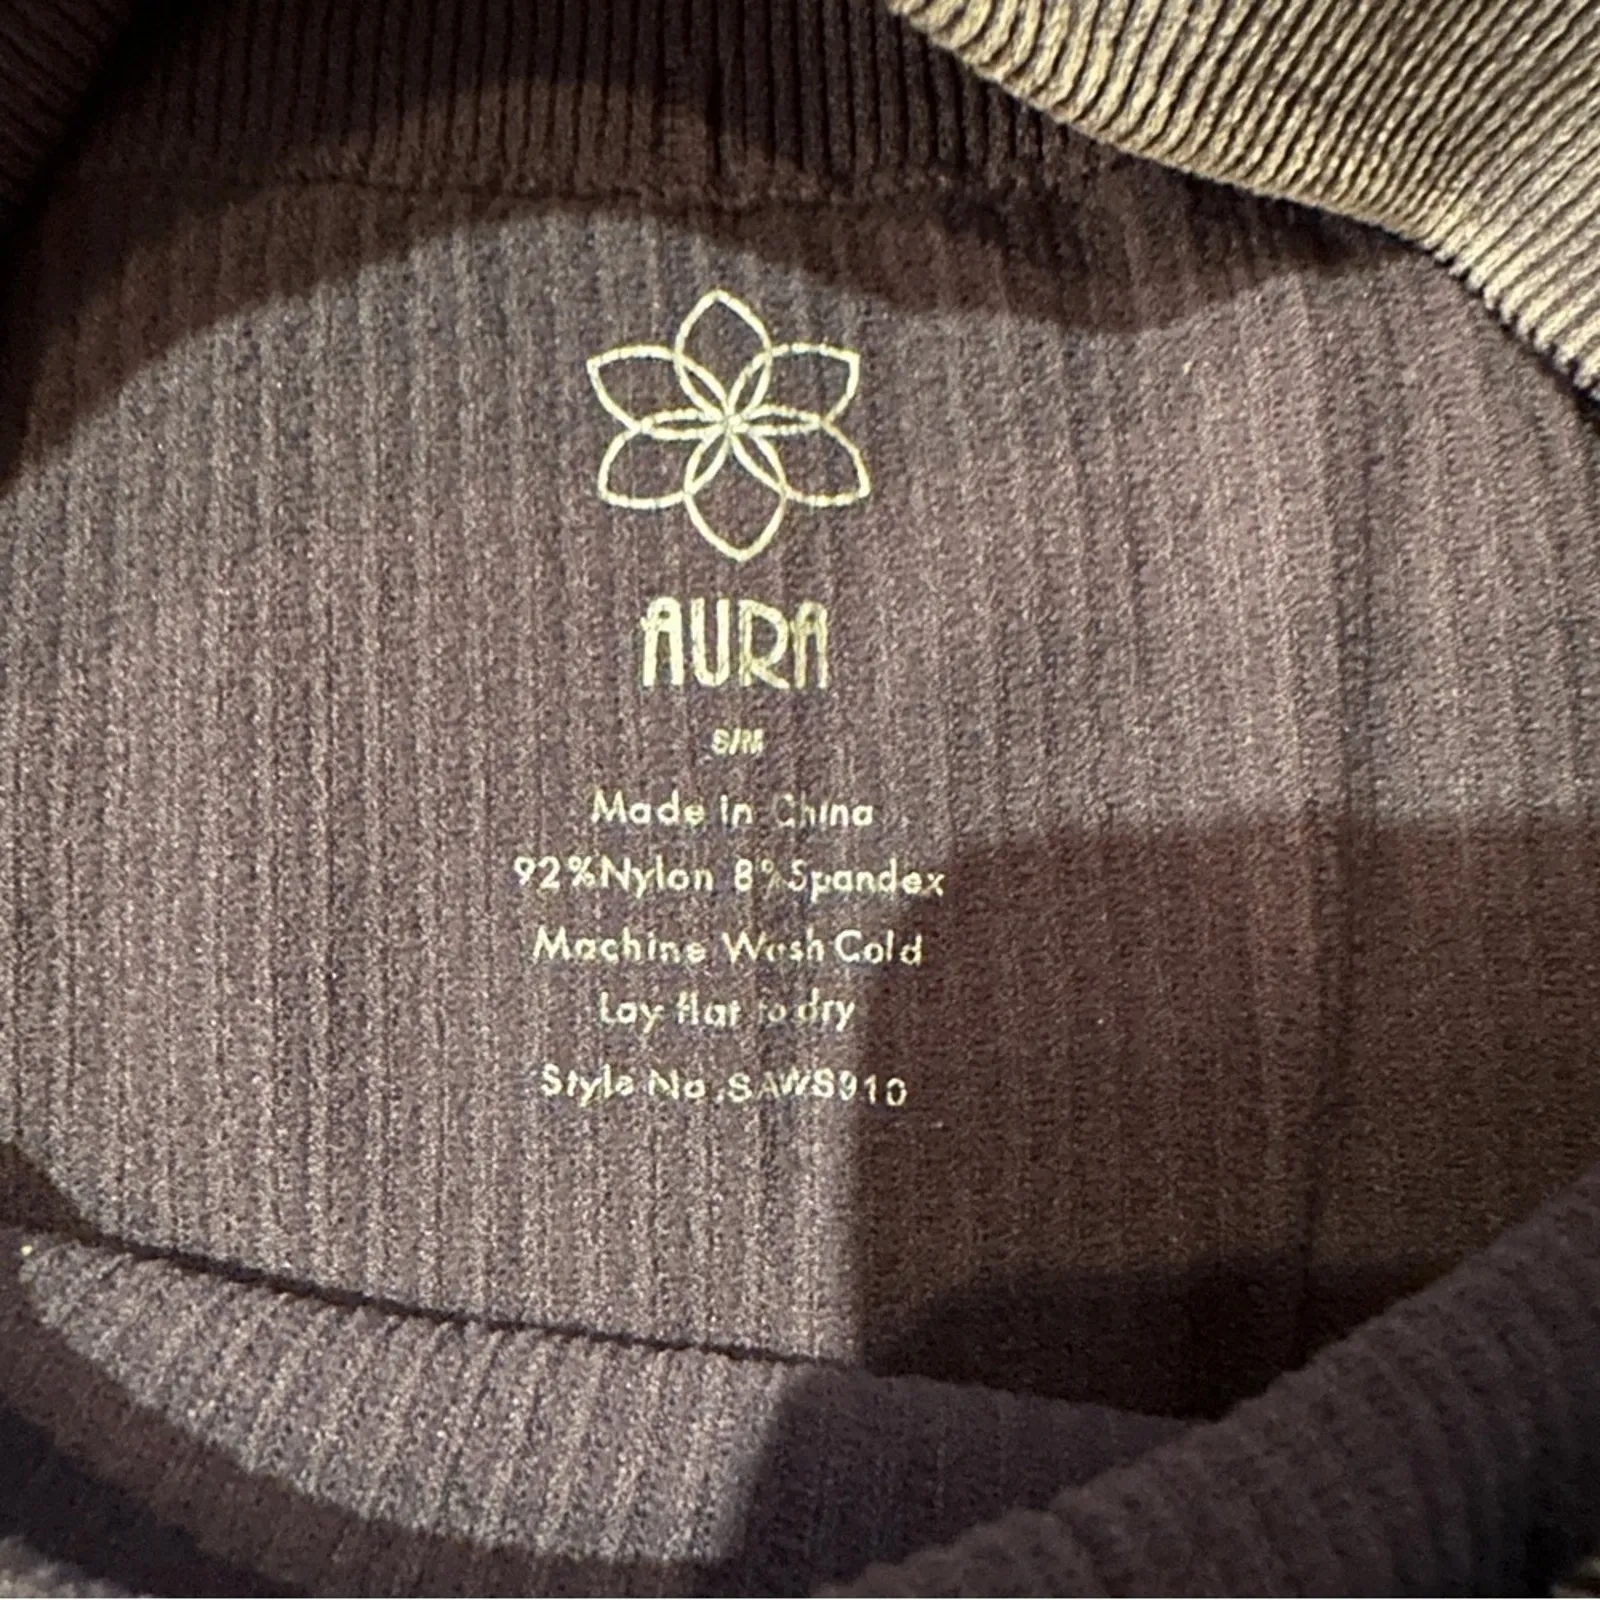 AURA
S/M
Made in China
92%Nylon 8%Spandex
Machine Wash Cold
Lay flat to dry
Style No.SAWS910